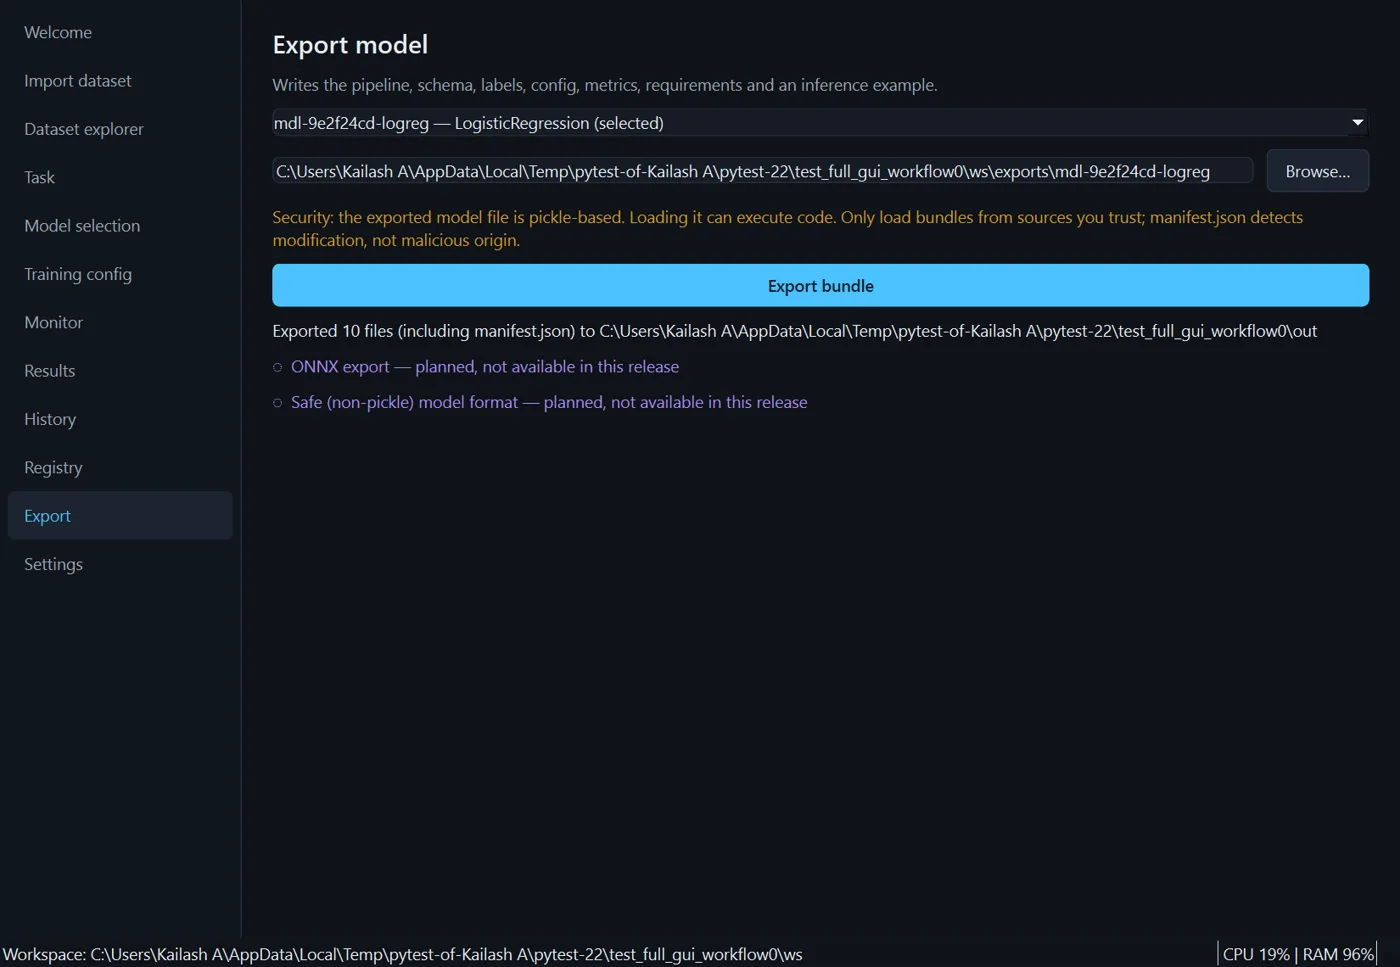 Welcome
Import dataset
Dataset explorer
Task
Model selection
Training config
Monitor
Results
History
Registry
Export
Settings
Export model
Writes the pipeline, schema, labels, config, metrics, requirements and an inference example.
mdl-9e2f24cd-logreg — LogisticRegression (selected)
C:\Users\Kailash A\AppData\Local\Temp\pytest-of-Kailash A\pytest-22\test_full_gui_workflow0\ws\exports\mdl-9e2f24cd-logreg
Browse...
Security: the exported model file is pickle-based. Loading it can execute code. Only load bundles from sources you trust; manifest.json detects
modification, not malicious origin.
Export bundle
Exported 10 files (including manifest.json) to C:\Users\Kailash A\AppData\Local\Temp\pytest-of-Kailash A\pytest-22\test_full_gui_workflow0\out
◌ ONNX export — planned, not available in this release
◌ Safe (non-pickle) model format — planned, not available in this release
Workspace: C:\Users\Kailash A\AppData\Local\Temp\pytest-of-Kailash A\pytest-22\test_full_gui_workflow0\ws
CPU 19% | RAM 96%